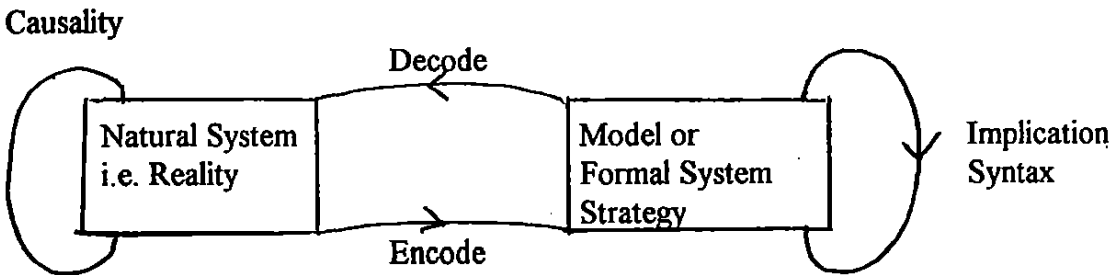 Causality
Decode
Natural System
i.e. Reality
Model or
Formal System
Strategy
Implication
Syntax
Encode